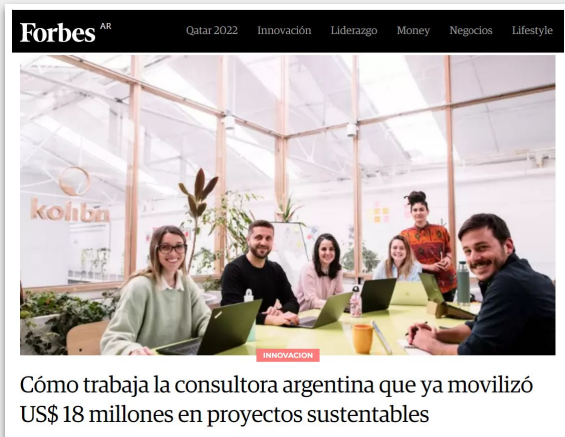 Forbes AR
Qatar 2022 Innovación Liderazgo Money Negocios Lifestyle
kolibri
INNOVACION
Cómo trabaja la consultora argentina que ya movilizó
US$ 18 millones en proyectos sustentables